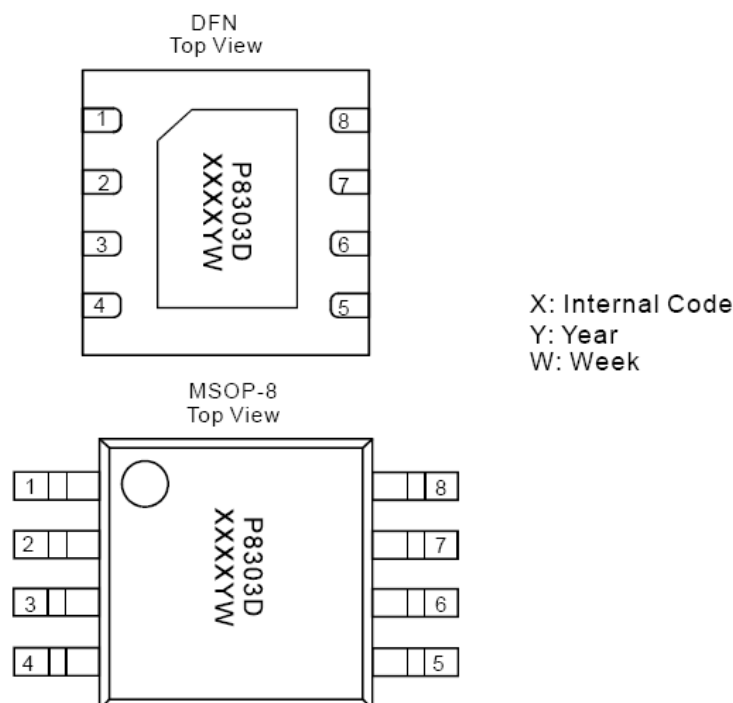 DFN
Top View
1
2
3
4
P8303D
XXXXYW
8
7
6
5
X: Internal Code
Y: Year
W: Week
MSOP-8
Top View
1
2
3
4
P8303D
XXXXYW
8
7
6
5